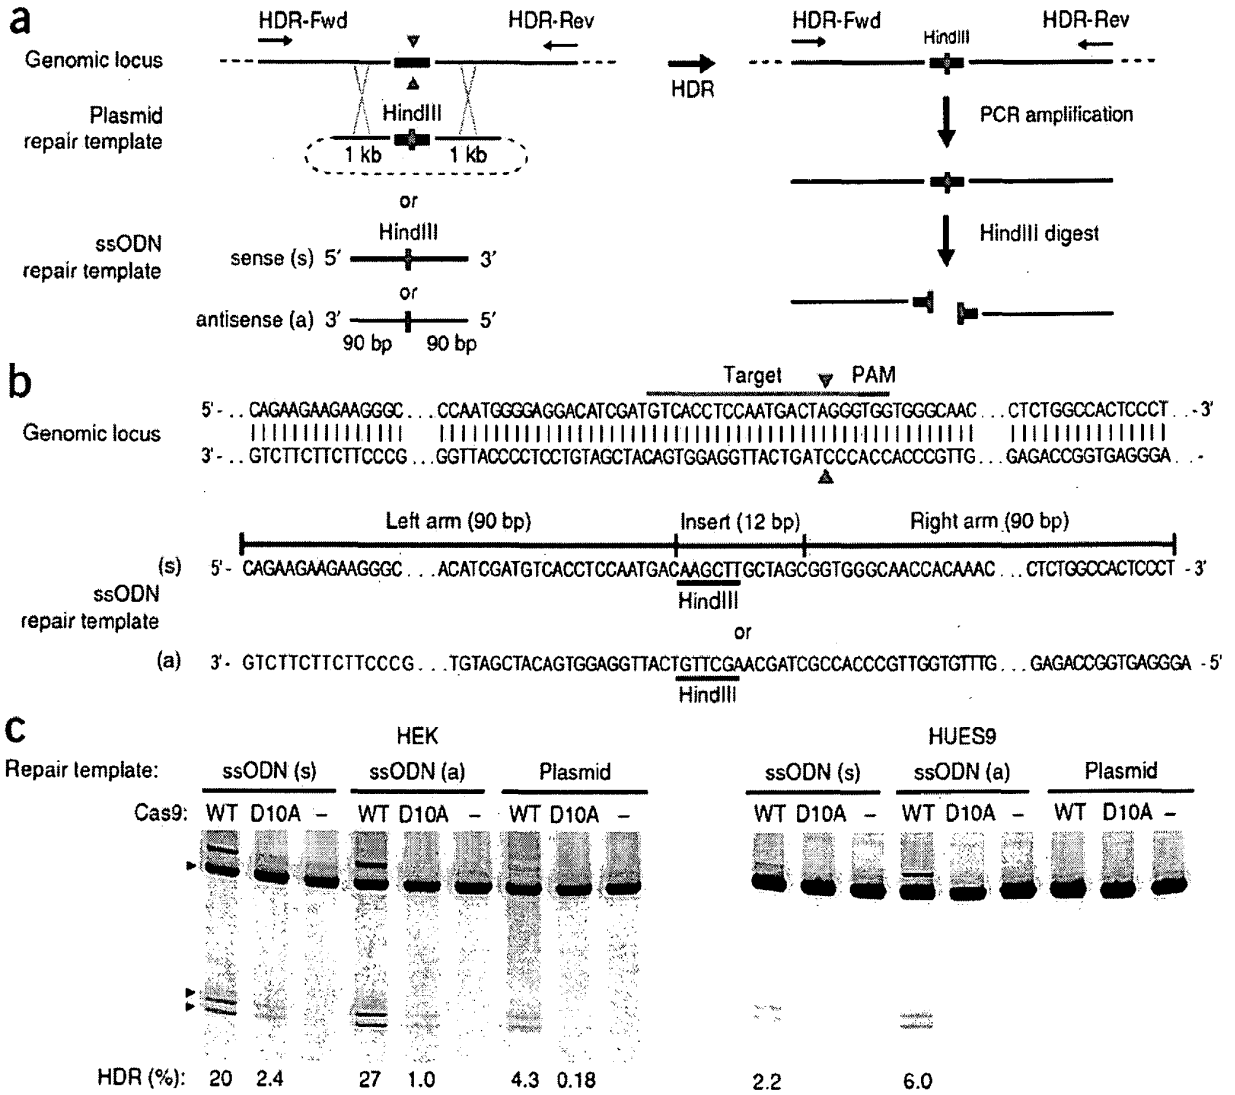 a
HDR-Fwd HDR-Rev HDR-Fwd HDR-Rev
HindIII
Genomic locus
HDR
Plasmid
repair template
HindIII
PCR amplification
1 kb 1 kb
or
HindIII
HindIII digest
ssODN
repair template
sense (s) 5' 3'
or
antisense (a) 3' 5'
90 bp 90 bp
b
Target PAM
Genomic locus
5'-..CAGAAGAAGAAGGGC...CCAATGGGGAGGACATCGATGTCACCTCCAATGACTAGGGTGGTGGGCAAC...CTCTGGCCACTCCCT..-3'
3'-..GTCTTCTTCTTCCCG...GGTTACCCCTCCTGTAGCTACAGTGGAGGTTACTGATCCCACCACCCGTTG...GAGACCGGTGAGGGA..-
Left arm (90 bp) Insert (12 bp) Right arm (90 bp)
(s) 5'- CAGAAGAAGAAGGGC...ACATCGATGTCACCTCCAATGACAAGCTTGCTAGCGGTGGGCAACCACAAAC...CTCTGGCCACTCCCT -3'
ssODN
repair template
HindIII
or
(a) 3'- GTCTTCTTCTTCCCG...TGTAGCTACAGTGGAGGTTACTGTTCGAACGATCGCCACCCGTTGGTGTTTG...GAGACCGGTGAGGGA -5'
HindIII
c
HEK HUES9
Repair template: ssODN (s) ssODN (a) Plasmid ssODN (s) ssODN (a) Plasmid
Cas9: WT D10A – WT D10A – WT D10A – WT D10A – WT D10A – WT D10A –
HDR (%): 20 2.4 27 1.0 4.3 0.18 2.2 6.0